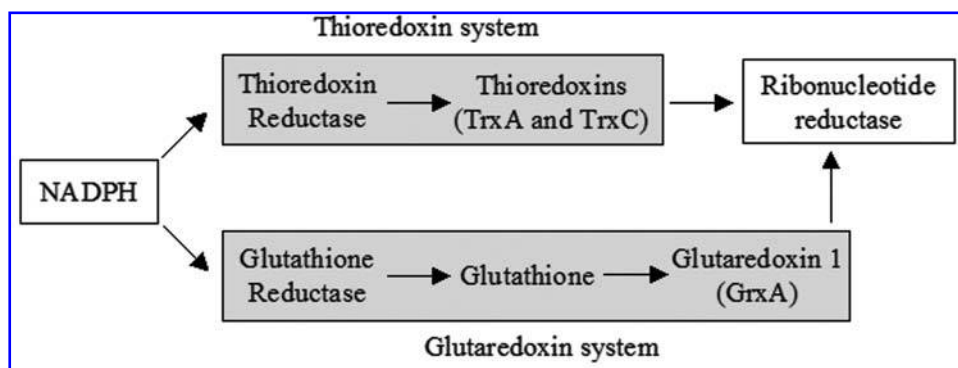 Thioredoxin system
Thioredoxin
Reductase
Thioredoxins
(TrxA and TrxC)
Ribonucleotide
reductase
NADPH
Glutathione
Reductase
Glutathione
Glutaredoxin 1
(GrxA)
Glutaredoxin system